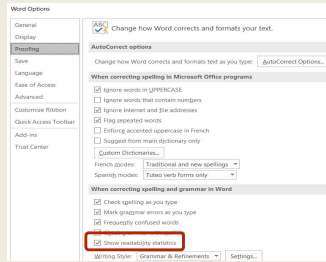 Word Options
General
Display
Proofing
Save
Language
Ease of Access
Advanced
Customize Ribbon
Quick Access Toolbar
Add-ins
Trust Center
ABC
Change how Word corrects and formats your text.
AutoCorrect options
Change how Word corrects and formats text as you type: AutoCorrect Options...
When correcting spelling in Microsoft Office programs
Ignore words in UPPERCASE
Ignore words that contain numbers
Ignore Internet and file addresses
Flag repeated words
Enforce accented uppercase in French
Suggest from main dictionary only
Custom Dictionaries...
French modes: Traditional and new spellings
Spanish modes: Tuteo verb forms only
When correcting spelling and grammar in Word
Check spelling as you type
Mark grammar errors as you type
Frequently confused words
Show readability statistics
Writing Style: Grammar & Refinements Settings...